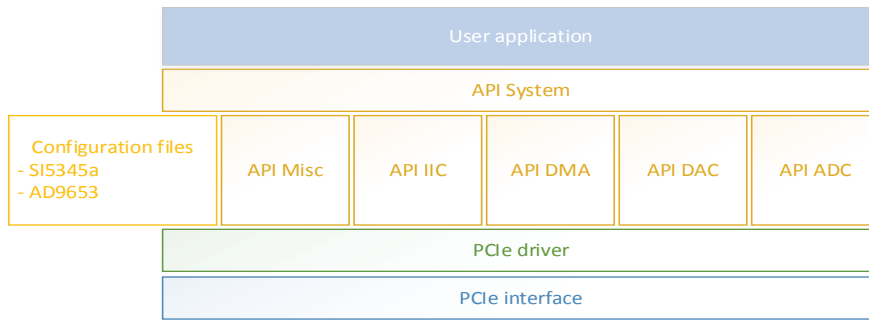 User application
API System
Configuration files
- SI5345a
- AD9653
API Misc
API IIC
API DMA
API DAC
API ADC
PCIe driver
PCIe interface